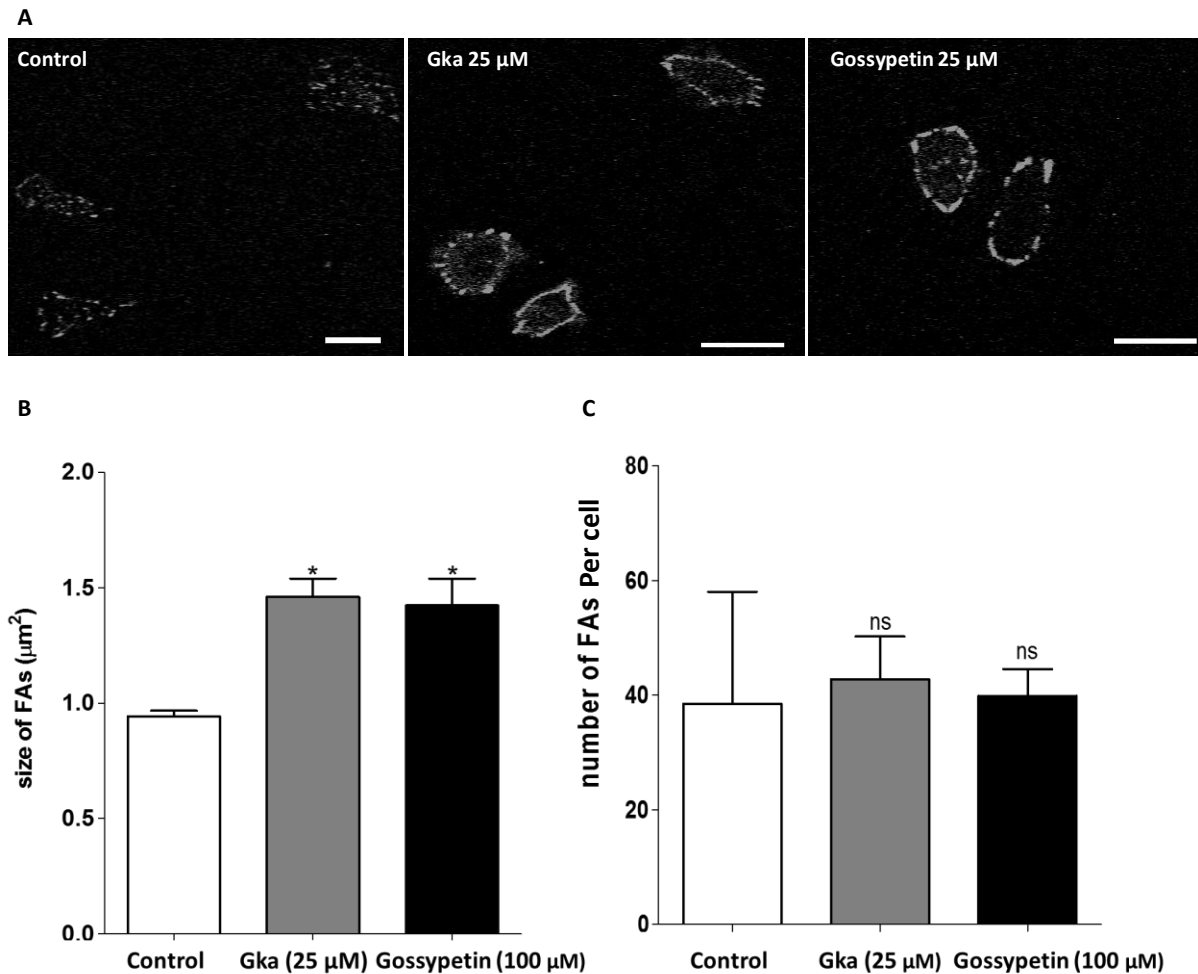 A
Control
Gka 25 µM
Gossypetin 25 µM
B
C
size of FAs (µm²)
2.0
1.5
1.0
0.5
0.0
*
*
Control
Gka (25 µM)
Gossypetin (100 µM)
number of FAs Per cell
80
60
40
20
0
ns
ns
Control
Gka (25 µM)
Gossypetin (100 µM)